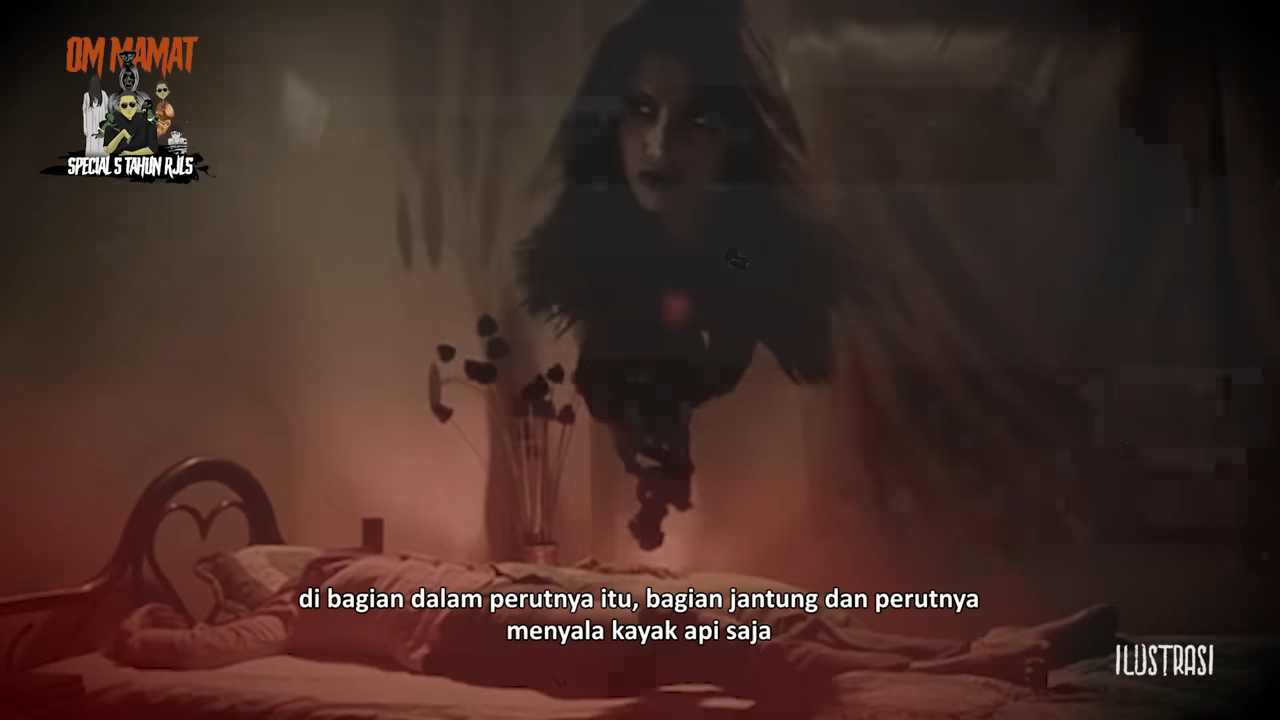 OM MAMAT
SPECIAL 5 TAHUN RJL5
di bagian dalam perutnya itu, bagian jantung dan perutnya
menyala kayak api saja
ILUSTRASI